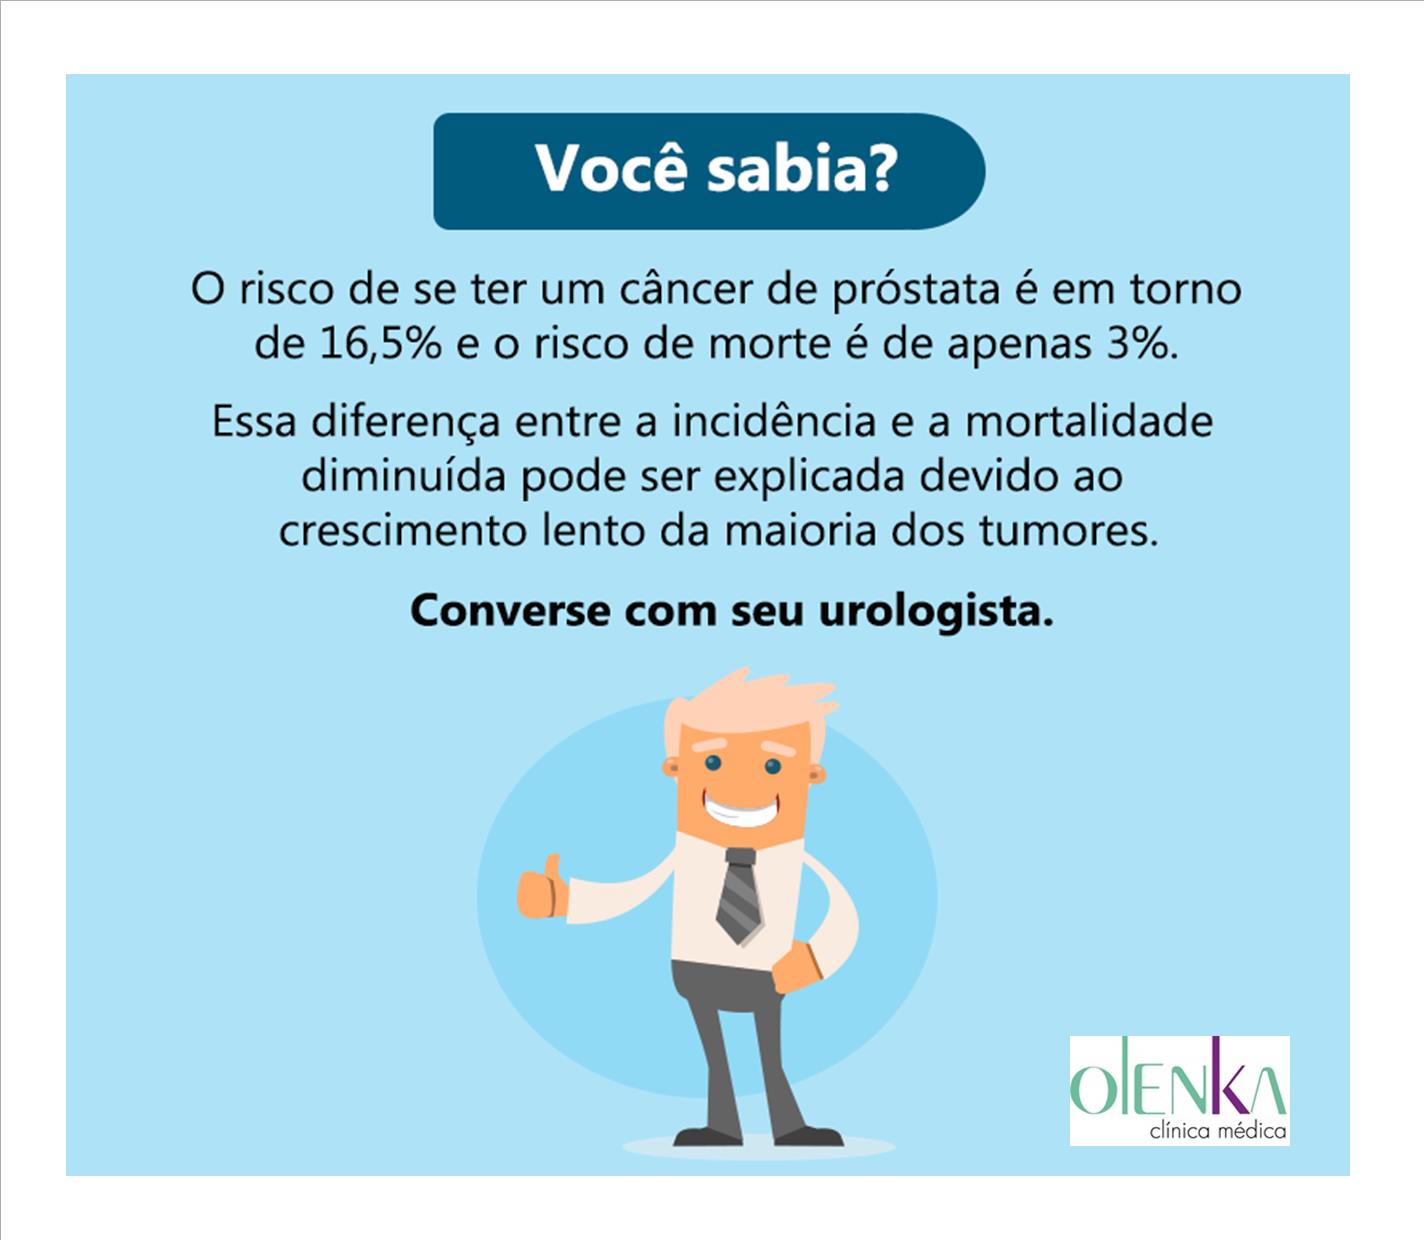 Você sabia?
O risco de se ter um câncer de próstata é em torno
de 16,5% e o risco de morte é de apenas 3%.
Essa diferença entre a incidência e a mortalidade
diminuída pode ser explicada devido ao
crescimento lento da maioria dos tumores.
Converse com seu urologista.
olENKA
clínica médica